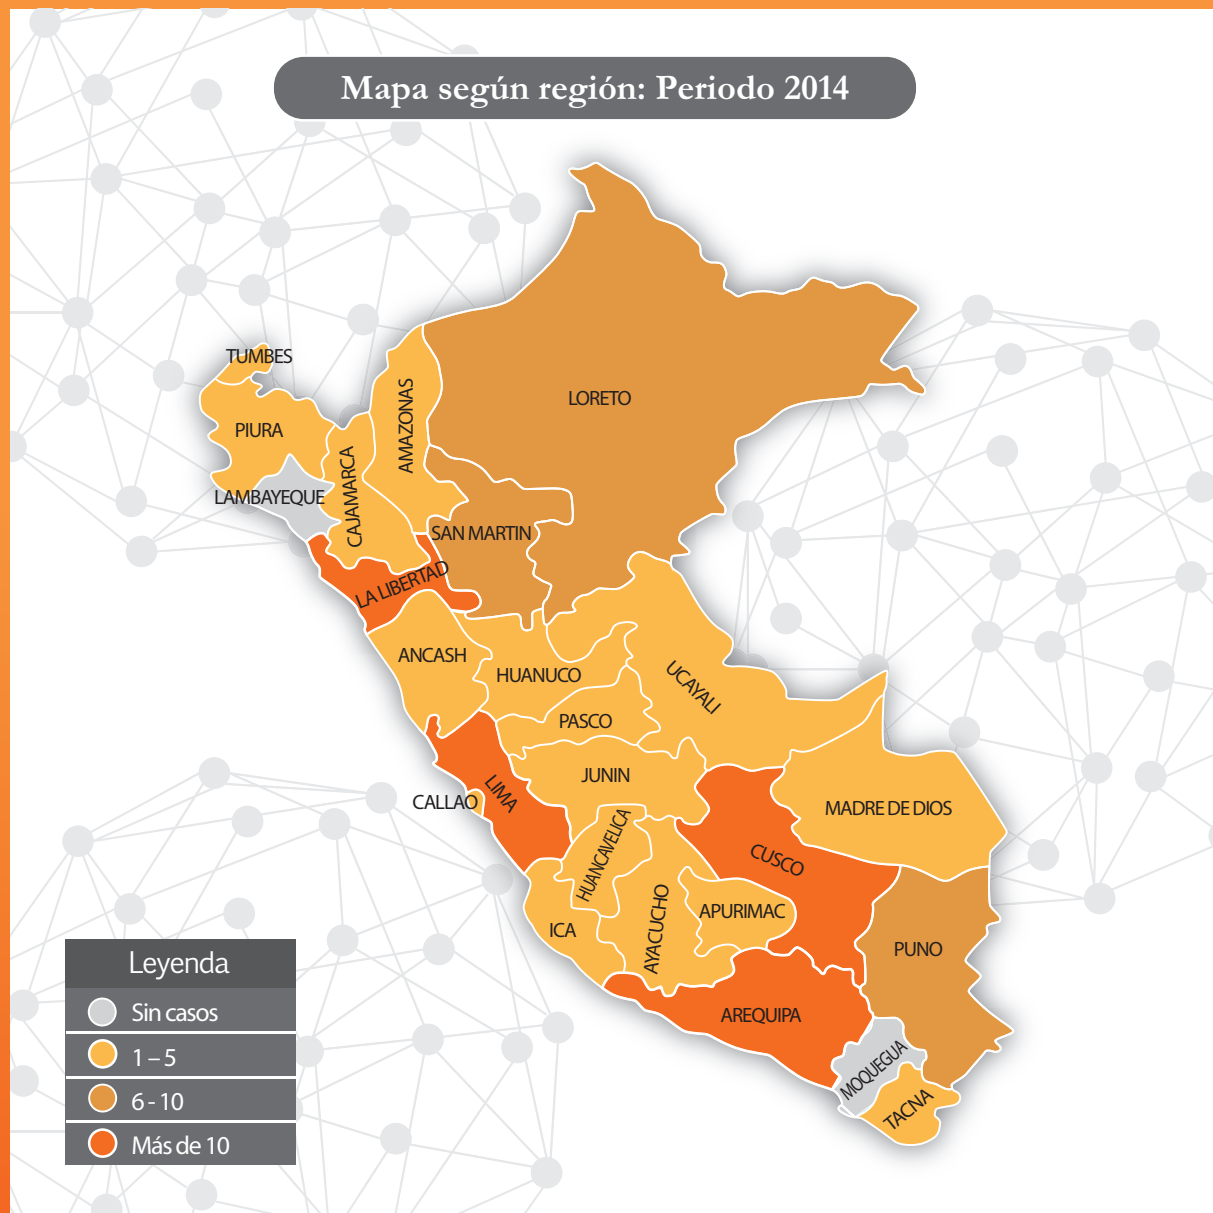 Mapa según región: Periodo 2014
TUMBES
LORETO
AMAZONAS
PIURA
CAJAMARCA
LAMBAYEQUE
SAN MARTIN
LA LIBERTAD
ANCASH
HUANUCO
UCAYALI
PASCO
JUNIN
LIMA
CALLAO
MADRE DE DIOS
HUANCAVELICA
CUSCO
APURIMAC
ICA
AYACUCHO
PUNO
AREQUIPA
MOQUEGUA
TACNA
Leyenda
Sin casos
1 – 5
6 - 10
Más de 10